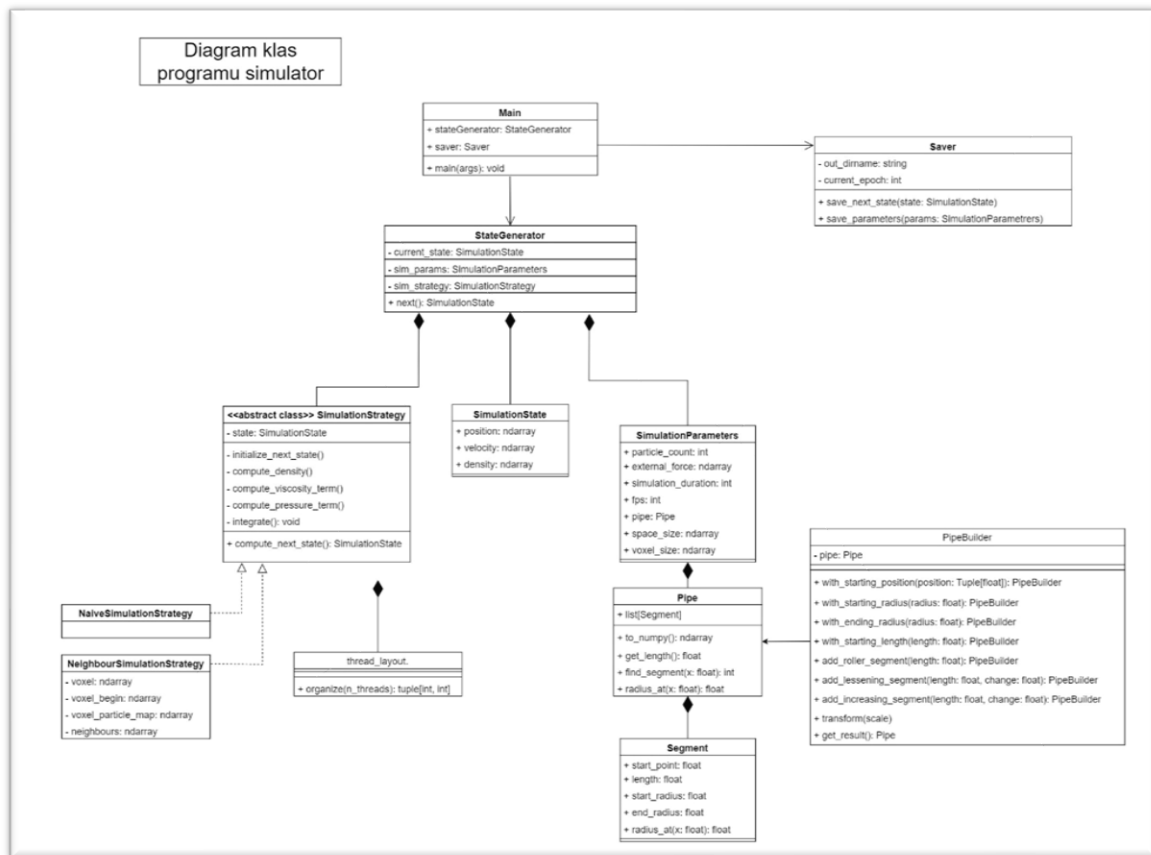 Diagram klas
programu simulator
Main
+ stateGenerator: StateGenerator
+ saver: Saver
+ main(args): void
Saver
- out_dirname: string
- current_epoch: int
+ save_next_state(state: SimulationState)
+ save_parameters(params: SimulationParametrers)
StateGenerator
- current_state: SimulationState
- sim_params: SimulationParameters
- sim_strategy: SimulationStrategy
+ next(): SimulationState
<<abstract class>> SimulationStrategy
- state: SimulationState
- initialize_next_state()
- compute_density()
- compute_viscosity_term()
- compute_pressure_term()
- integrate(): void
+ compute_next_state(): SimulationState
SimulationState
+ position: ndarray
+ velocity: ndarray
+ density: ndarray
SimulationParameters
+ particle_count: int
+ external_force: ndarray
+ simulation_duration: int
+ fps: int
+ pipe: Pipe
+ space_size: ndarray
+ voxel_size: ndarray
PipeBuilder
- pipe: Pipe
+ with_starting_position(position: Tuple[float]): PipeBuilder
+ with_starting_radius(radius: float): PipeBuilder
+ with_ending_radius(radius: float): PipeBuilder
+ with_starting_length(length: float): PipeBuilder
+ add_roller_segment(length: float): PipeBuilder
+ add_lessening_segment(length: float, change: float): PipeBuilder
+ add_increasing_segment(length: float, change: float): PipeBuilder
+ transform(scale)
+ get_result(): Pipe
Pipe
+ list[Segment]
+ to_numpy(): ndarray
+ get_length(): float
+ find_segment(x: float): int
+ radius_at(x: float): float
NaiveSimulationStrategy
NeighbourSimulationStrategy
- voxel: ndarray
- voxel_begin: ndarray
- voxel_particle_map: ndarray
- neighbours: ndarray
thread_layout.
+ organize(n_threads): tuple[int, int]
Segment
+ start_point: float
+ length: float
+ start_radius: float
+ end_radius: float
+ radius_at(x: float): float